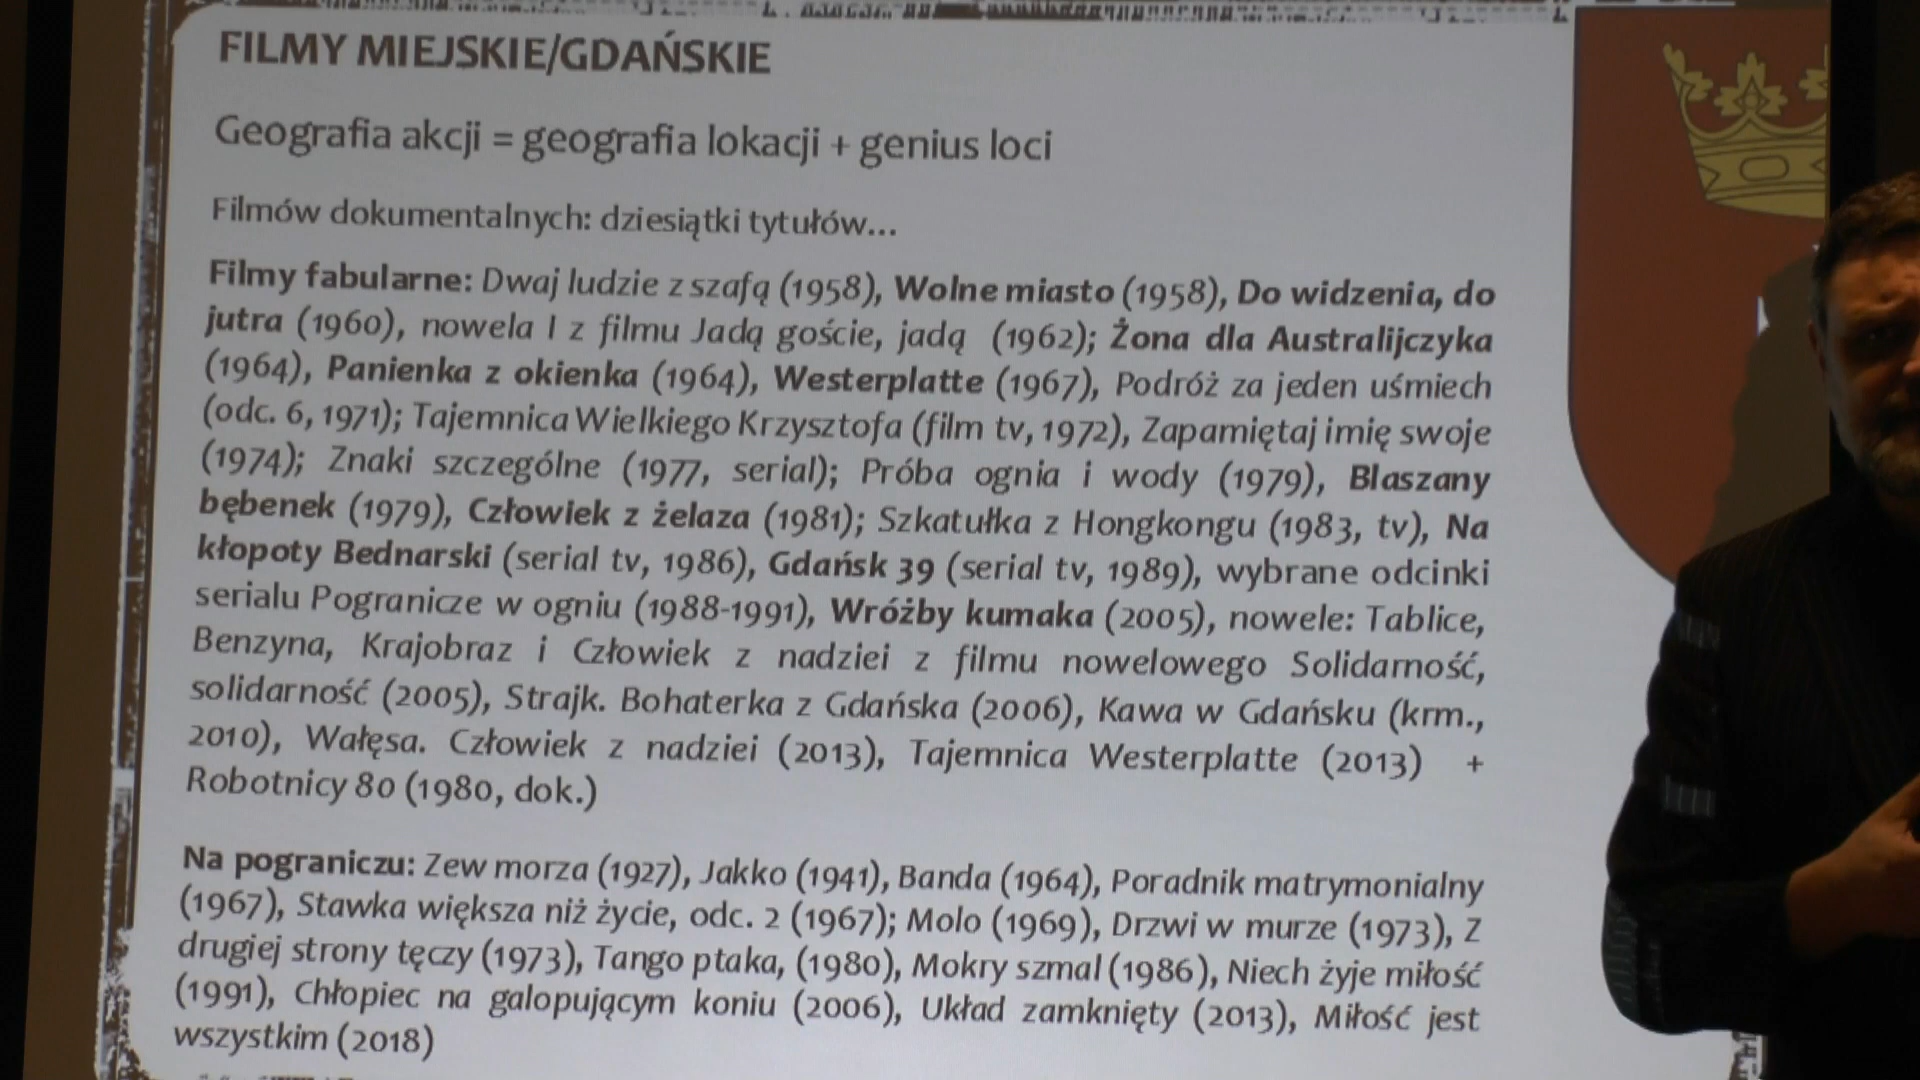 FILMY MIEJSKIE/GDAŃSKIE
Geografia akcji = geografia lokacji + genius loci
Filmów dokumentalnych: dziesiątki tytułów...
Filmy fabularne: Dwaj ludzie z szafą (1958), Wolne miasto (1958), Do widzenia, do
jutra (1960), nowela I z filmu Jadą goście, jadą (1962); Żona dla Australijczyka
(1964), Panienka z okienka (1964), Westerplatte (1967), Podróż za jeden uśmiech
(odc. 6, 1971); Tajemnica Wielkiego Krzysztofa (film tv, 1972), Zapamiętaj imię swoje
(1974); Znaki szczególne (1977, serial); Próba ognia i wody (1979), Blaszany
bębenek (1979), Człowiek z żelaza (1981); Szkatułka z Hongkongu (1983, tv), Na
kłopoty Bednarski (serial tv, 1986), Gdańsk 39 (serial tv, 1989), wybrane odcinki
serialu Pogranicze w ogniu (1988-1991), Wróżby kumaka (2005), nowele: Tablice,
Benzyna, Krajobraz i Człowiek z nadziei z filmu nowelowego Solidarność,
solidarność (2005), Strajk. Bohaterka z Gdańska (2006), Kawa w Gdańsku (krm.,
2010), Wałęsa. Człowiek z nadziei (2013), Tajemnica Westerplatte (2013) +
Robotnicy 80 (1980, dok.)
Na pograniczu: Zew morza (1927), Jakko (1941), Banda (1964), Poradnik matrymonialny
(1967), Stawka większa niż życie, odc. 2 (1967); Molo (1969), Drzwi w murze (1973), Z
drugiej strony tęczy (1973), Tango ptaka, (1980), Mokry szmal (1986), Niech żyje miłość
(1991), Chłopiec na galopującym koniu (2006), Układ zamknięty (2013), Miłość jest
wszystkim (2018)